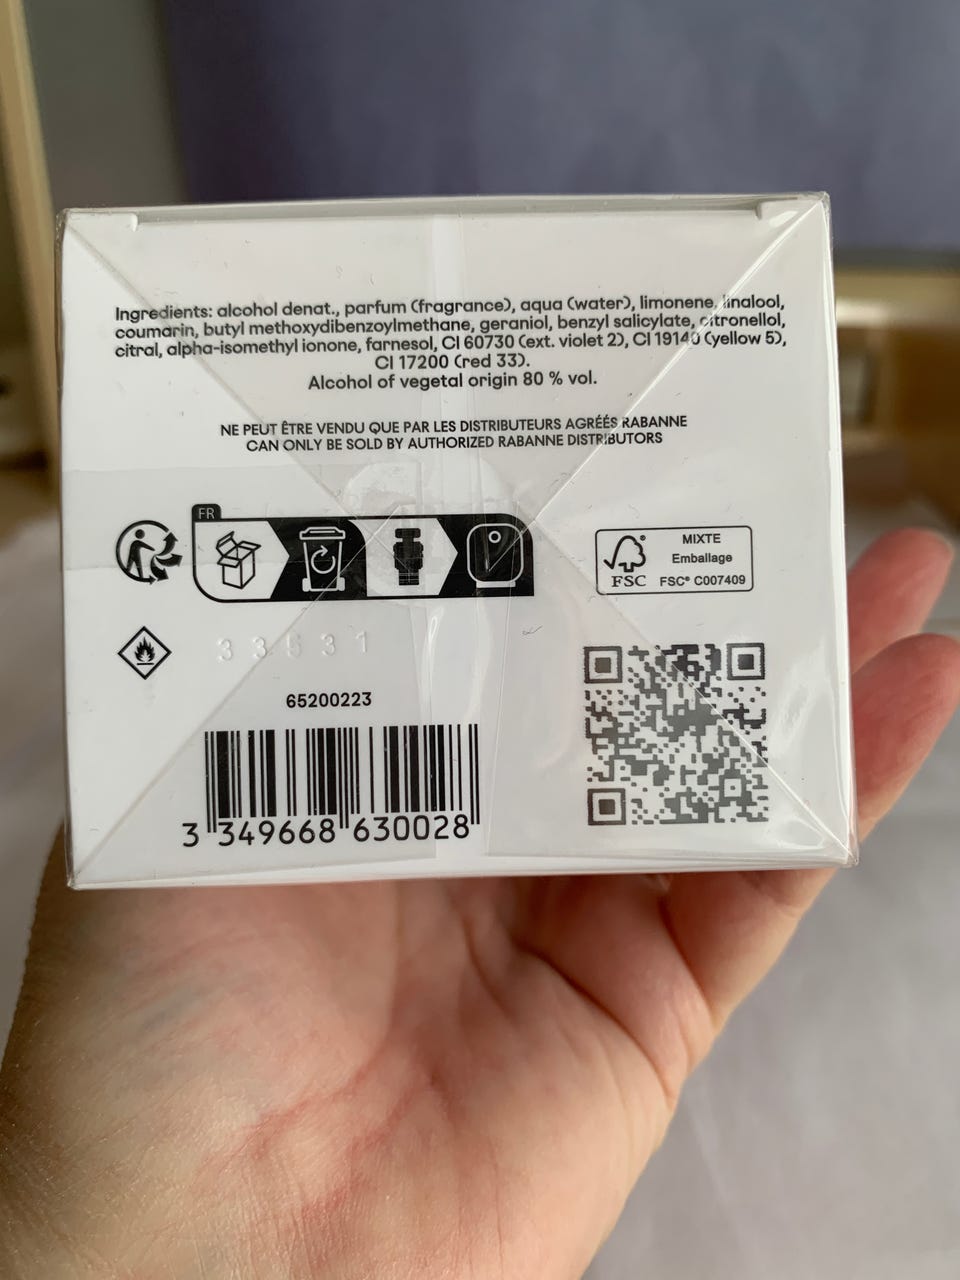 Ingredients: alcohol denat., parfum (fragrance), aqua (water), limonene, linalool,
coumarin, butyl methoxydibenzoylmethane, geraniol, benzyl salicylate, citronellol,
citral, alpha-isomethyl ionone, farnesol, CI 60730 (ext. violet 2), CI 19140 (yellow 5),
CI 17200 (red 33).
Alcohol of vegetal origin 80 % vol.
NE PEUT ÊTRE VENDU QUE PAR LES DISTRIBUTEURS AGRÉÉS RABANNE
CAN ONLY BE SOLD BY AUTHORIZED RABANNE DISTRIBUTORS
FR
MIXTE
Emballage
FSC
FSC® C007409
33531
65200223
3 349668 630028